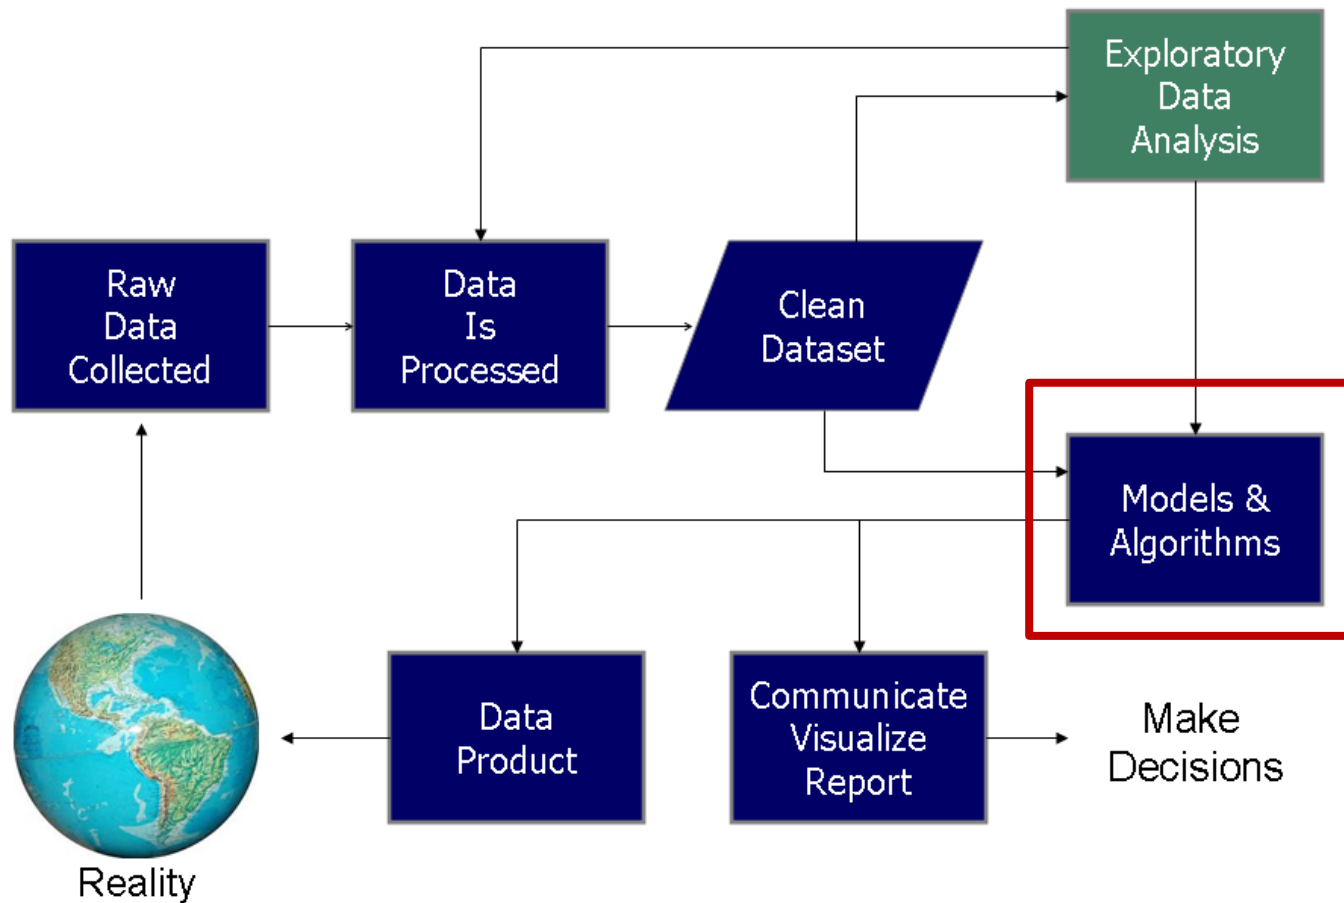 Exploratory
Data
Analysis
Raw
Data
Collected
Data
Is
Processed
Clean
Dataset
Models &
Algorithms
Data
Product
Communicate
Visualize
Report
Make
Decisions
Reality